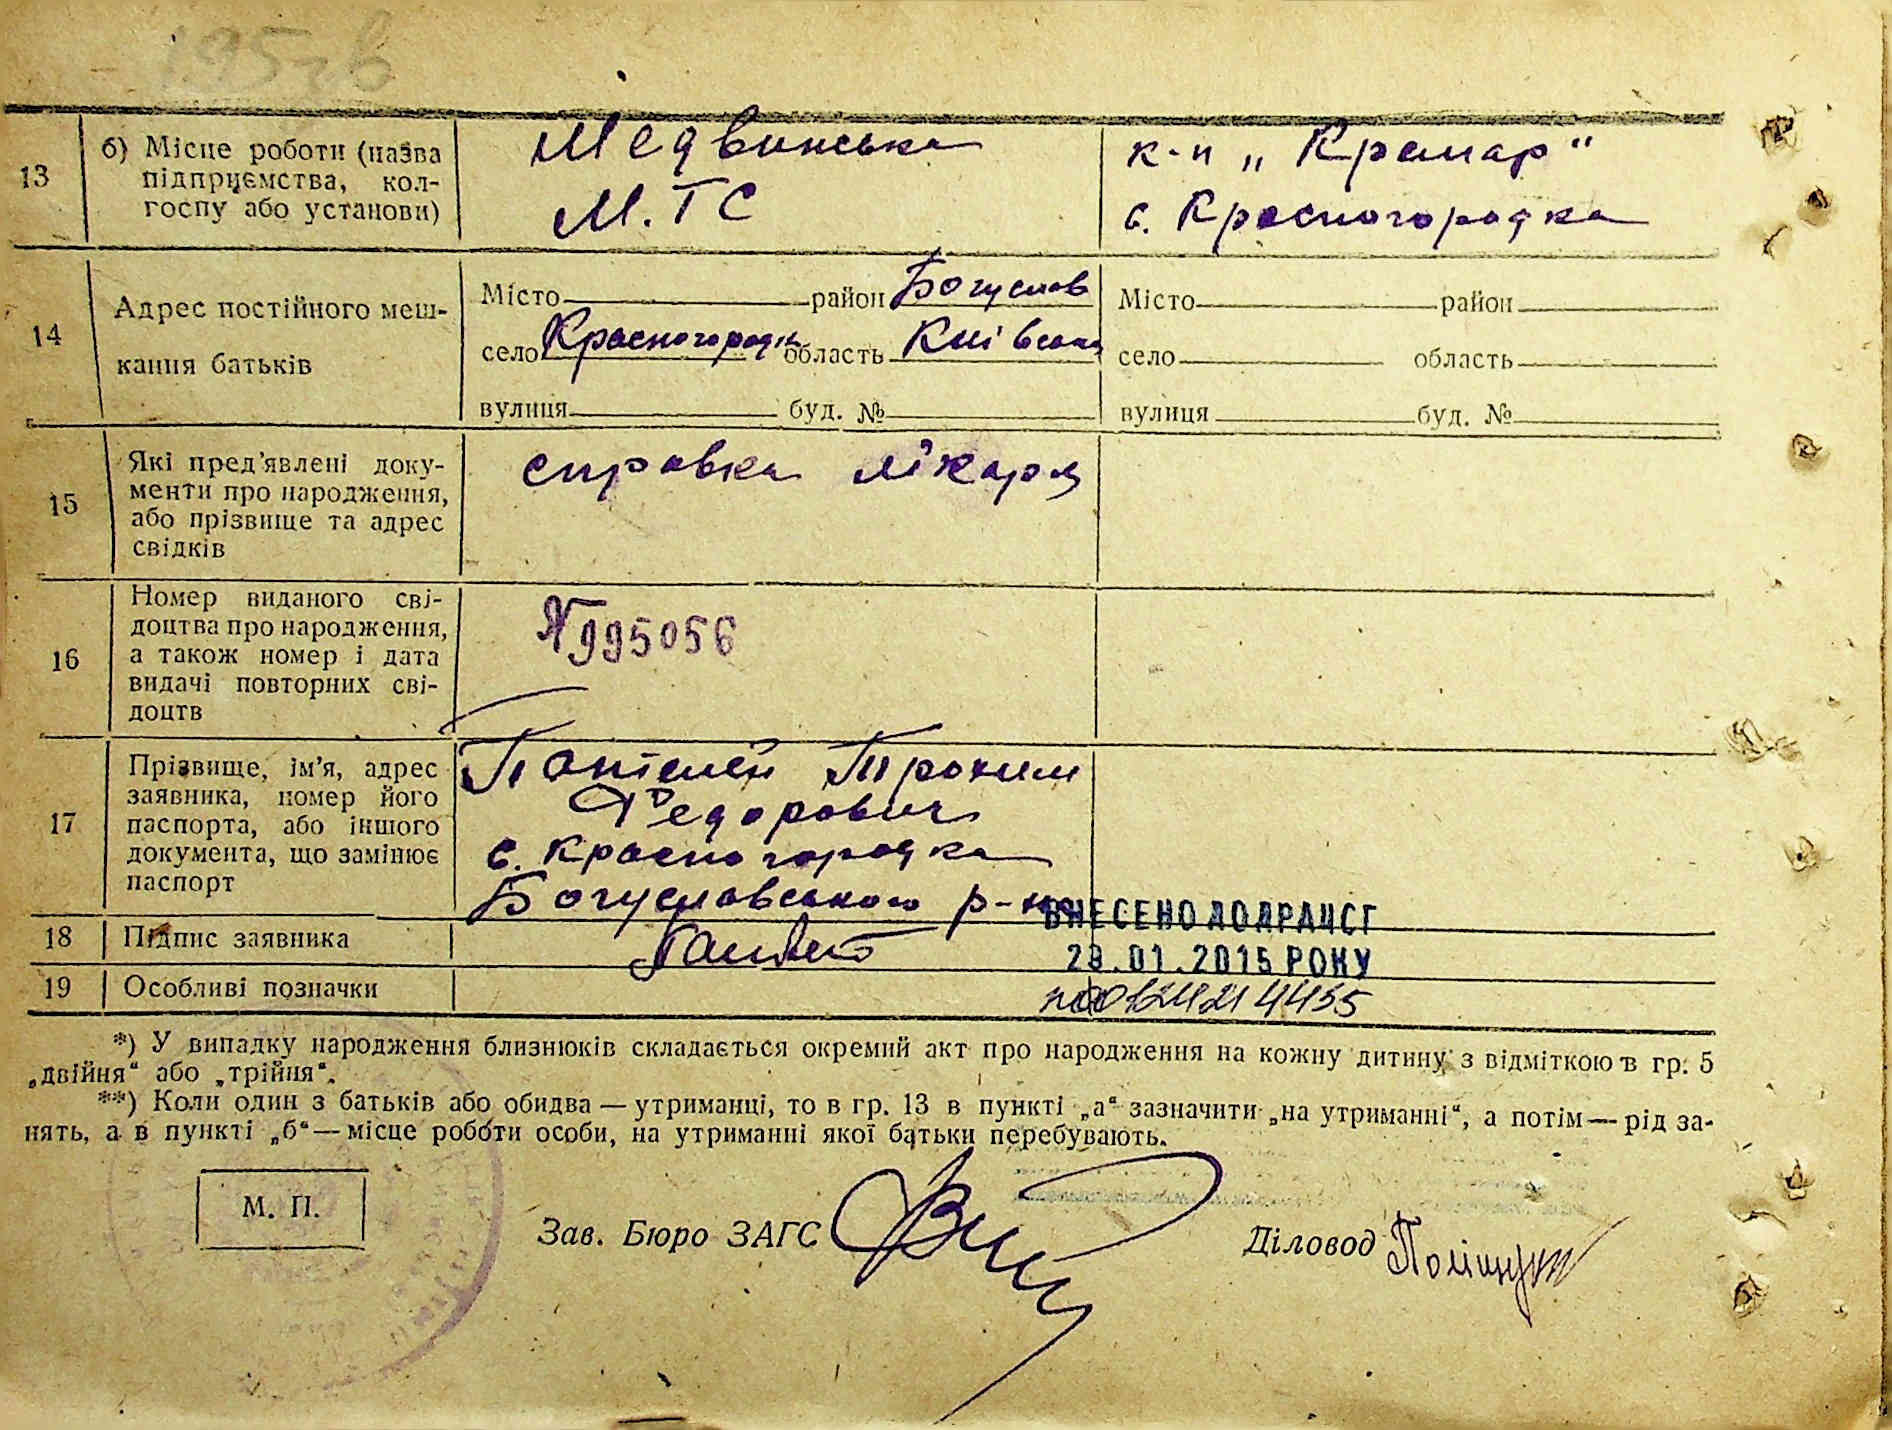 13
б) Місце роботи (назва
підприємства, кол-
госпу або установи)
Медвинська
М.ТС
к-п „Кремар"
с. Красногородка
14
Адрес постійного меш-
кання батьків
Місто район Богуслав
село Красногородка область Київська
вулиця буд. №
Місто район
село область
вулиця буд. №
15
Які пред'явлені доку-
менти про народження,
або прізвище та адрес
свідків
справка лікаря
16
Номер виданого сві-
доцтва про народження,
а також номер і дата
видачі повторних сві-
доцтв
№995056
17
Прізвище, ім'я, адрес
заявника, номер його
паспорта, або іншого
документа, що замінює
паспорт
Пантелей Трохим
Федорович
с. Красногородка
Богуславського р-ну
18
Підпис заявника
19
Особливі позначки
ВНЕСЕНО ДО ДРАЦСГ
29.01.2015 РОКУ
*) У випадку народження близнюків складається окремий акт про народження на кожну дитину з відміткою в гр. 5
„двійня“ або „трійня“.
**) Коли один з батьків або обидва — утриманці, то в гр. 13 в пункті „а“ зазначити „на утриманні“, а потім — рід за-
нять, а в пункті „б“ — місце роботи особи, на утриманні якої батьки перебувають.
М. П.
Зав. Бюро ЗАГС
Діловод Поліщук